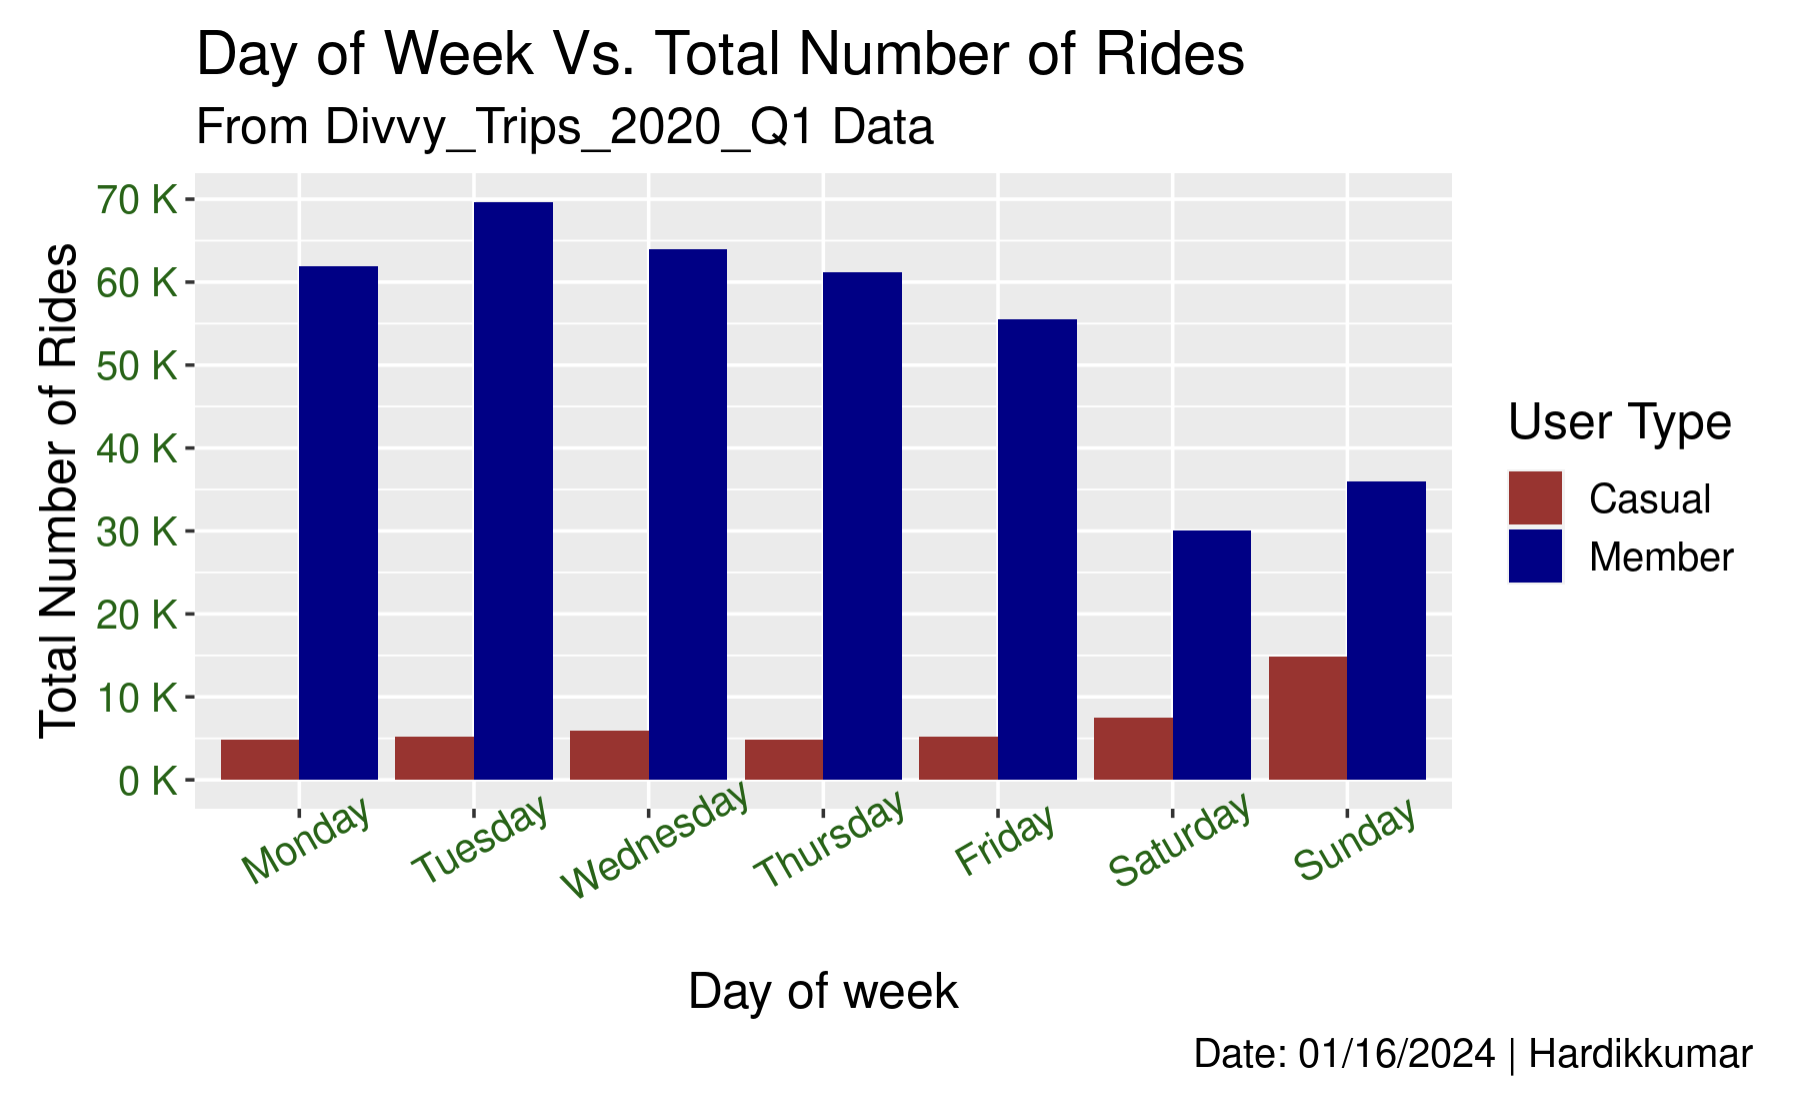 Day of Week Vs. Total Number of Rides
From Divvy_Trips_2020_Q1 Data
Total Number of Rides
70 K
60 K
50 K
40 K
30 K
20 K
10 K
0 K
Monday
Tuesday
Wednesday
Thursday
Friday
Saturday
Sunday
Day of week
User Type
Casual
Member
Date: 01/16/2024 | Hardikkumar